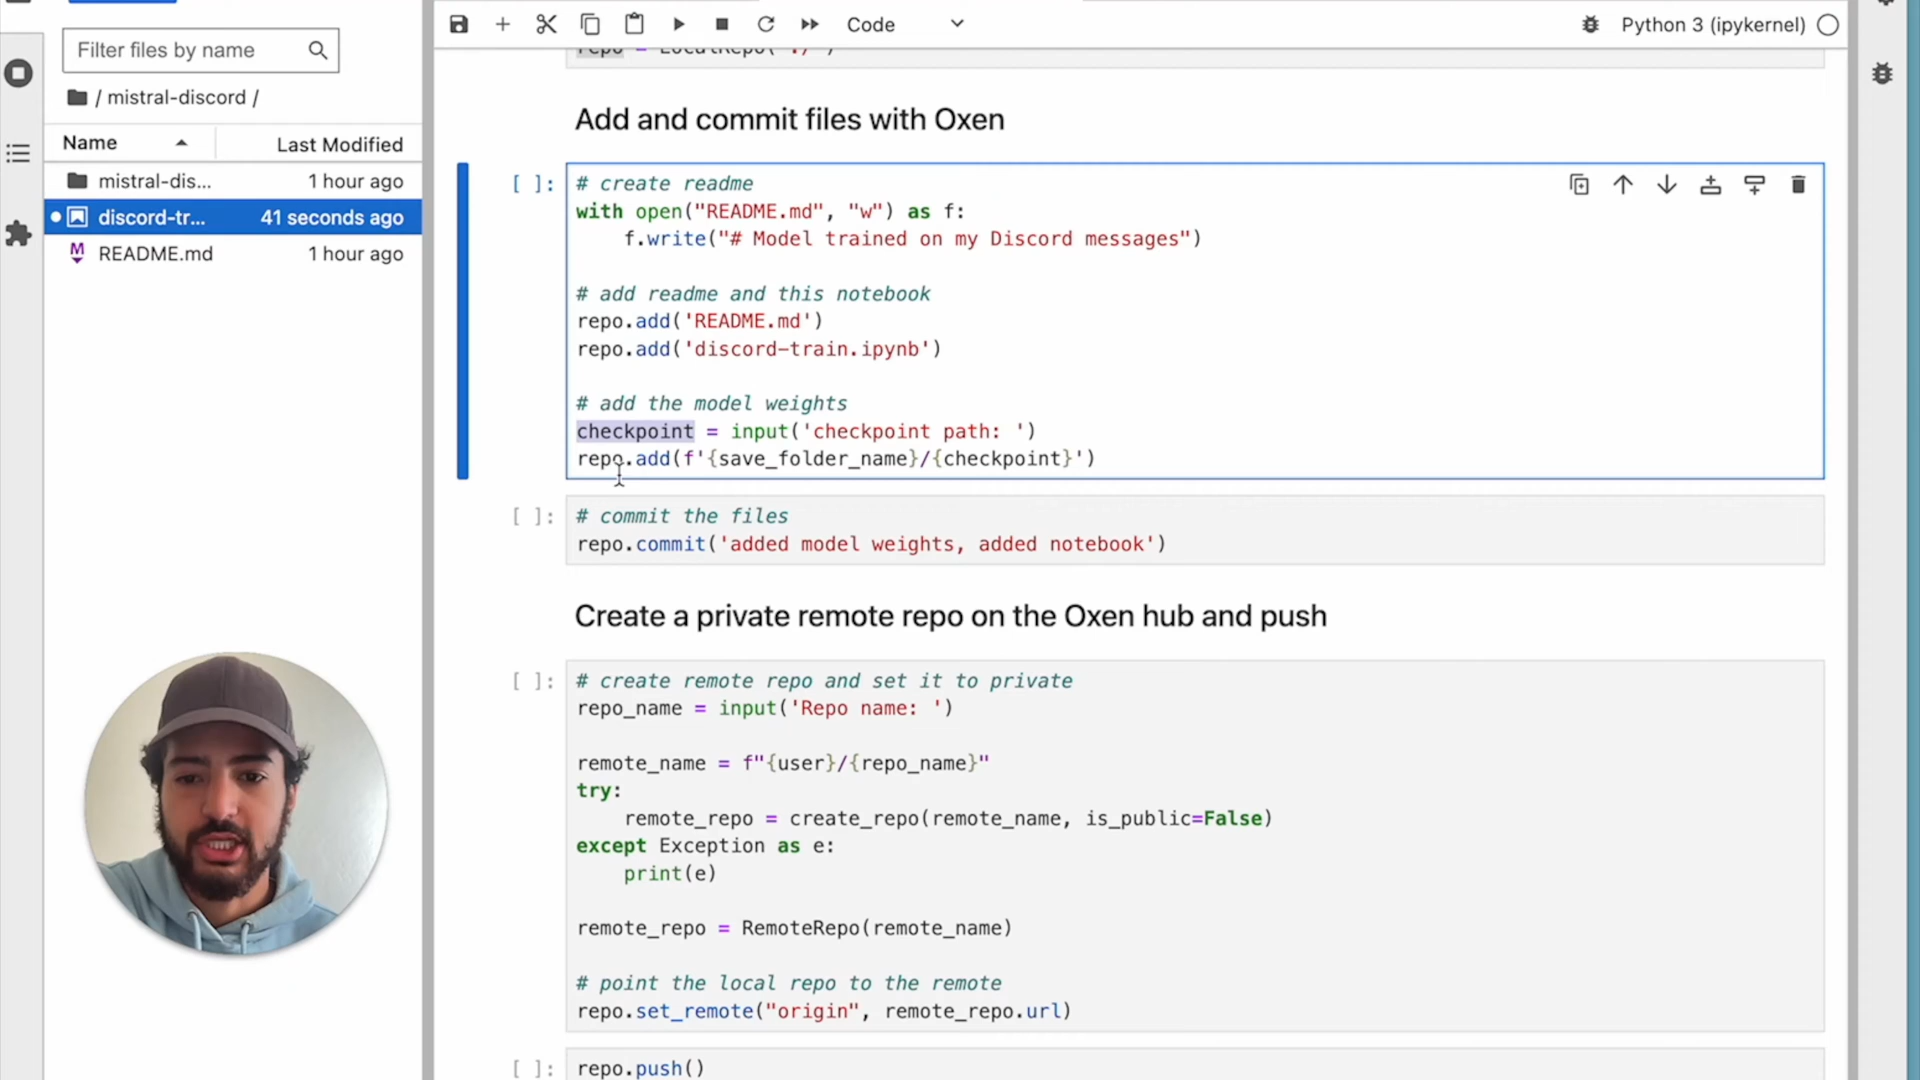 Filter files by name
/ mistral-discord /
Name
Last Modified
mistral-dis...
1 hour ago
discord-tr...
41 seconds ago
README.md
1 hour ago
Code
Python 3 (ipykernel)
repo = LocalRepo('./')
Add and commit files with Oxen
[ ]:
# create readme
with open("README.md", "w") as f:
f.write("# Model trained on my Discord messages")
# add readme and this notebook
repo.add('README.md')
repo.add('discord-train.ipynb')
# add the model weights
checkpoint = input('checkpoint path: ')
repo.add(f'{save_folder_name}/{checkpoint}')
[ ]:
# commit the files
repo.commit('added model weights, added notebook')
Create a private remote repo on the Oxen hub and push
[ ]:
# create remote repo and set it to private
repo_name = input('Repo name: ')
remote_name = f"{user}/{repo_name}"
try:
remote_repo = create_repo(remote_name, is_public=False)
except Exception as e:
print(e)
remote_repo = RemoteRepo(remote_name)
# point the local repo to the remote
repo.set_remote("origin", remote_repo.url)
[ ]:
repo.push()